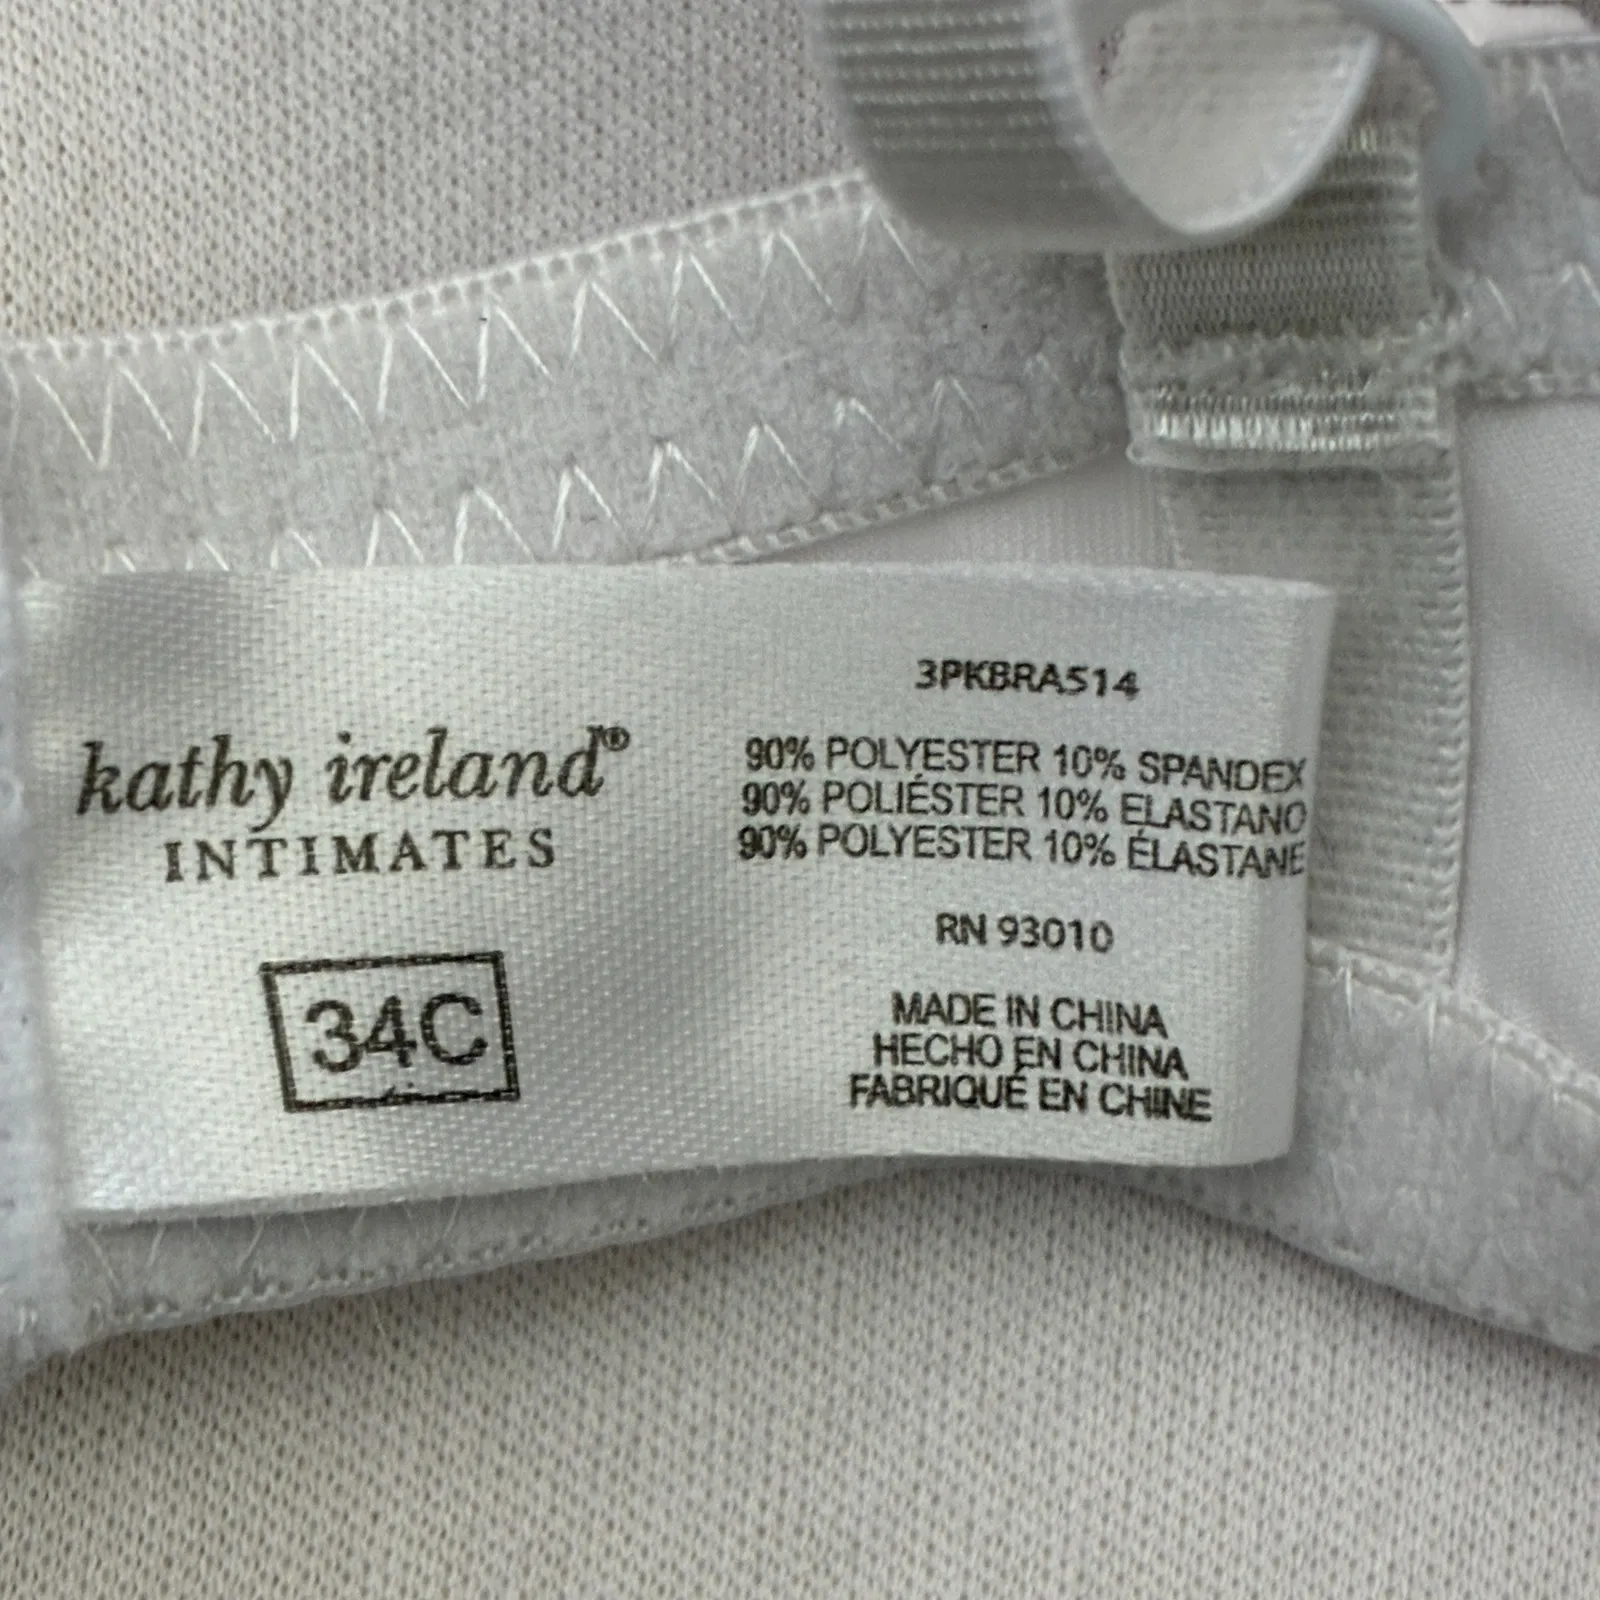 kathy ireland®
INTIMATES
34C
3PKBRA514
90% POLYESTER 10% SPANDEX
90% POLIÉSTER 10% ELASTANO
90% POLYESTER 10% ÉLASTANE
RN 93010
MADE IN CHINA
HECHO EN CHINA
FABRIQUÉ EN CHINE